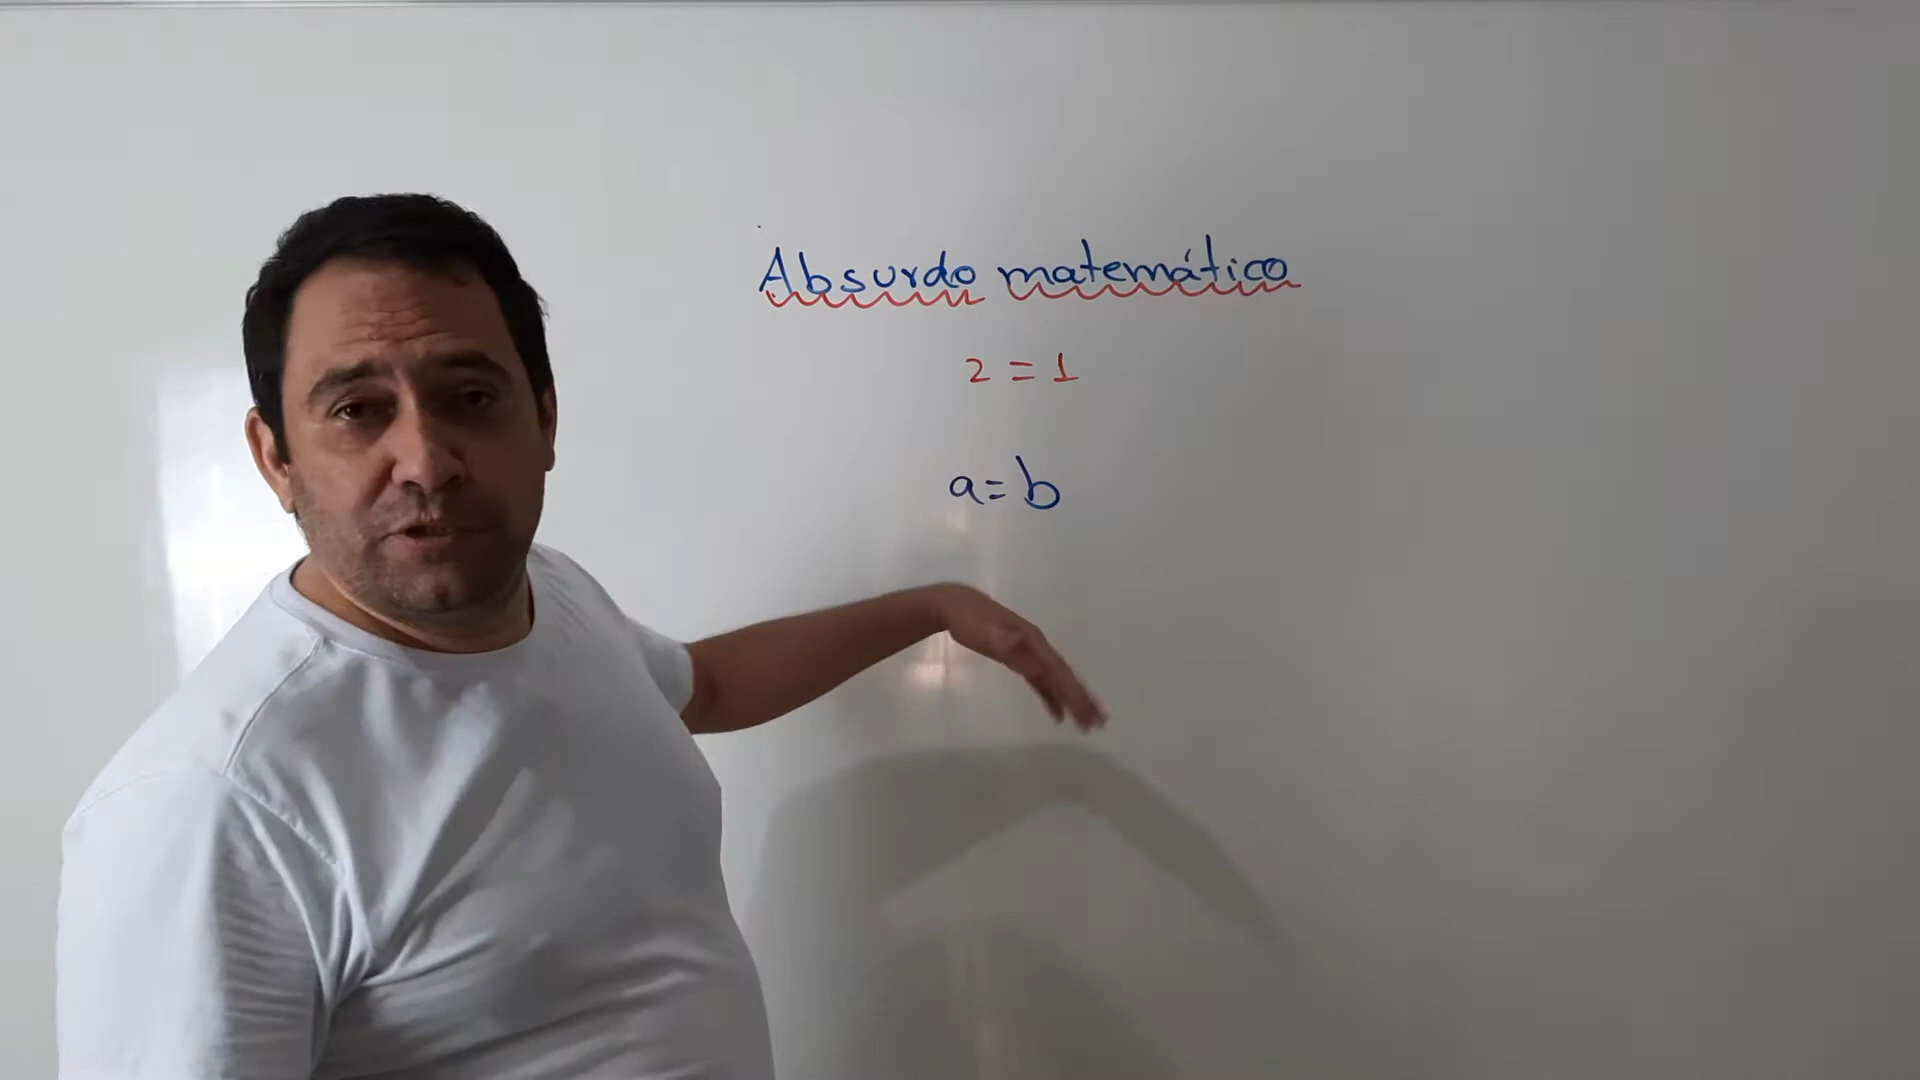 Absurdo matemático
2 = 1
a = b